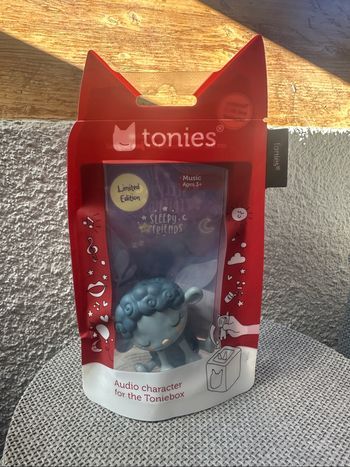 tonies®
tonies®
Limited
Edition
Music
Ages 3+
SLEEPY
FRIENDS
Audio character
for the Toniebox